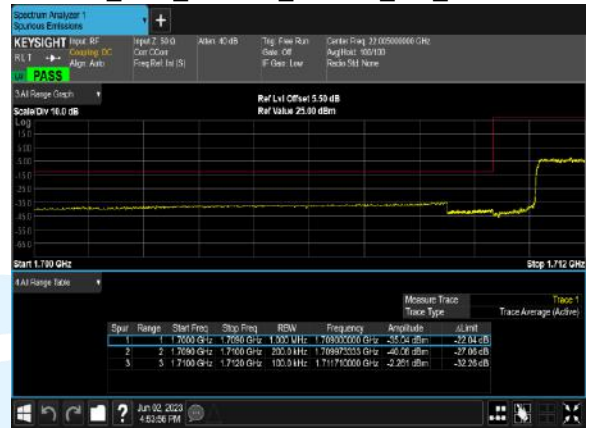 Spectrum Analyzer 1
Spurious Emissions
+
KEYSIGHT Input: RF Input Z: 50 Ω Atten: 40 dB Trig: Free Run Center Freq: 22.005000000 GHz
RLT Coupling: DC Corr CCorr Gate: Off Avg|Hold: 100/100
Align: Auto Freq Ref: Int (S) IF Gain: Low Radio Std: None
PASS
3 All Range Graph
Ref Lvl Offset 5.50 dB
Scale/Div 10.0 dB Ref Value 25.00 dBm
Log
15.0
5.00
-5.00
-15.0
-25.0
-35.0
-45.0
-55.0
-65.0
Start 1.700 GHz Stop 1.712 GHz
4 All Range Table
Measure Trace Trace 1
Trace Type Trace Average (Active)
Spur Range Start Freq Stop Freq RBW Frequency Amplitude ΔLimit
1 1 1.7000 GHz 1.7090 GHz 1.000 MHz 1.709000000 GHz -35.04 dBm -22.04 dB
2 2 1.7090 GHz 1.7100 GHz 200.0 kHz 1.709973333 GHz -40.06 dBm -27.06 dB
3 3 1.7100 GHz 1.7120 GHz 100.0 kHz 1.711710000 GHz -2.261 dBm -32.26 dB
? Jun 02, 2023
4:53:56 PM